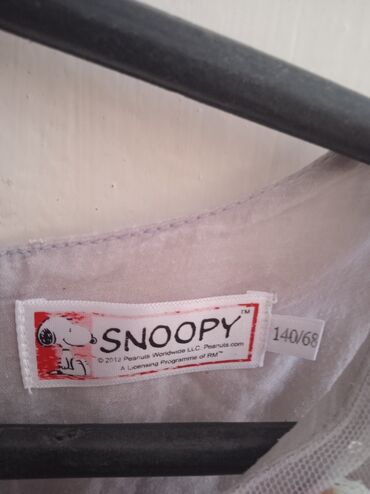 SNOOPY™
© 2012 Peanuts Worldwide LLC. Peanuts.com
A Licensing Programme of RM™
140/68